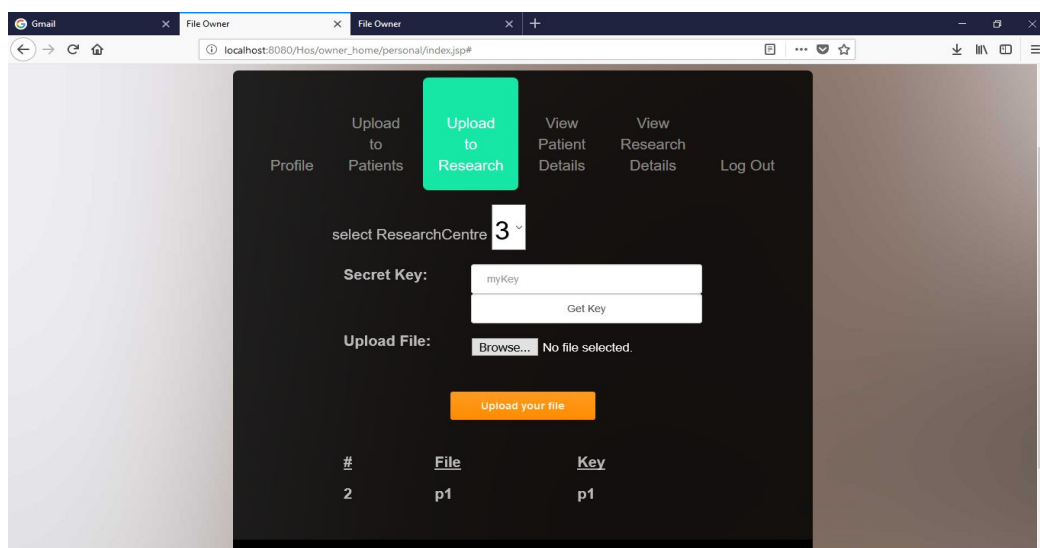 Gmail
File Owner
File Owner
localhost:8080/Hos/owner_home/personal/index.jsp#
Profile
Upload
to
Patients
Upload
to
Research
View
Patient
Details
View
Research
Details
Log Out
select ResearchCentre 3
Secret Key: myKey
Get Key
Upload File: Browse... No file selected.
Upload your file
# File Key
2 p1 p1